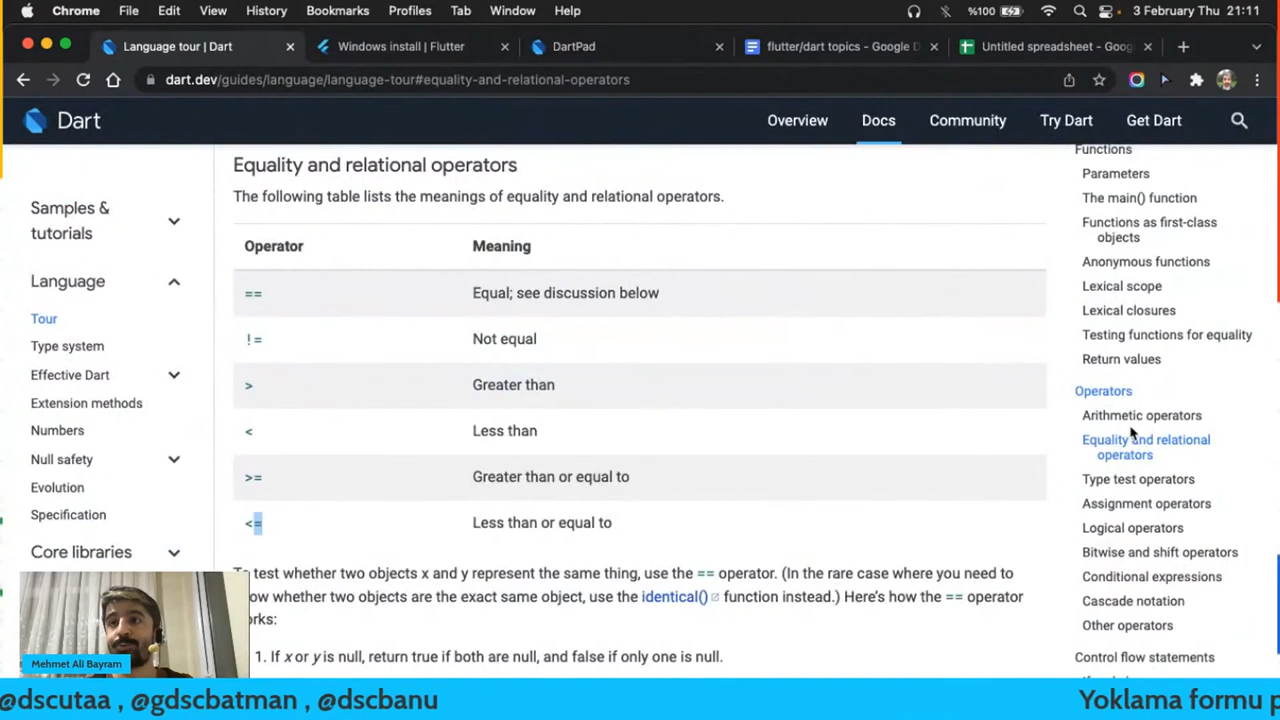 Chrome File Edit View History Bookmarks Profiles Tab Window Help %100 3 February Thu 21:11
Language tour | Dart Windows install | Flutter DartPad flutter/dart topics - Google D Untitled spreadsheet - Goog
dart.dev/guides/language/language-tour#equality-and-relational-operators
Dart Overview Docs Community Try Dart Get Dart
Samples &
tutorials
Language
Tour
Type system
Effective Dart
Extension methods
Numbers
Null safety
Evolution
Specification
Core libraries
Equality and relational operators
The following table lists the meanings of equality and relational operators.
Operator Meaning
== Equal; see discussion below
!= Not equal
> Greater than
< Less than
>= Greater than or equal to
<= Less than or equal to
To test whether two objects x and y represent the same thing, use the == operator. (In the rare case where you need to
ow whether two objects are the exact same object, use the identical() function instead.) Here's how the == operator
orks:
1. If x or y is null, return true if both are null, and false if only one is null.
Functions
Parameters
The main() function
Functions as first-class
objects
Anonymous functions
Lexical scope
Lexical closures
Testing functions for equality
Return values
Operators
Arithmetic operators
Equality and relational
operators
Type test operators
Assignment operators
Logical operators
Bitwise and shift operators
Conditional expressions
Cascade notation
Other operators
Control flow statements
Mehmet Ali Bayram
@dscutaa , @gdscbatman , @dscbanu Yoklama formu p